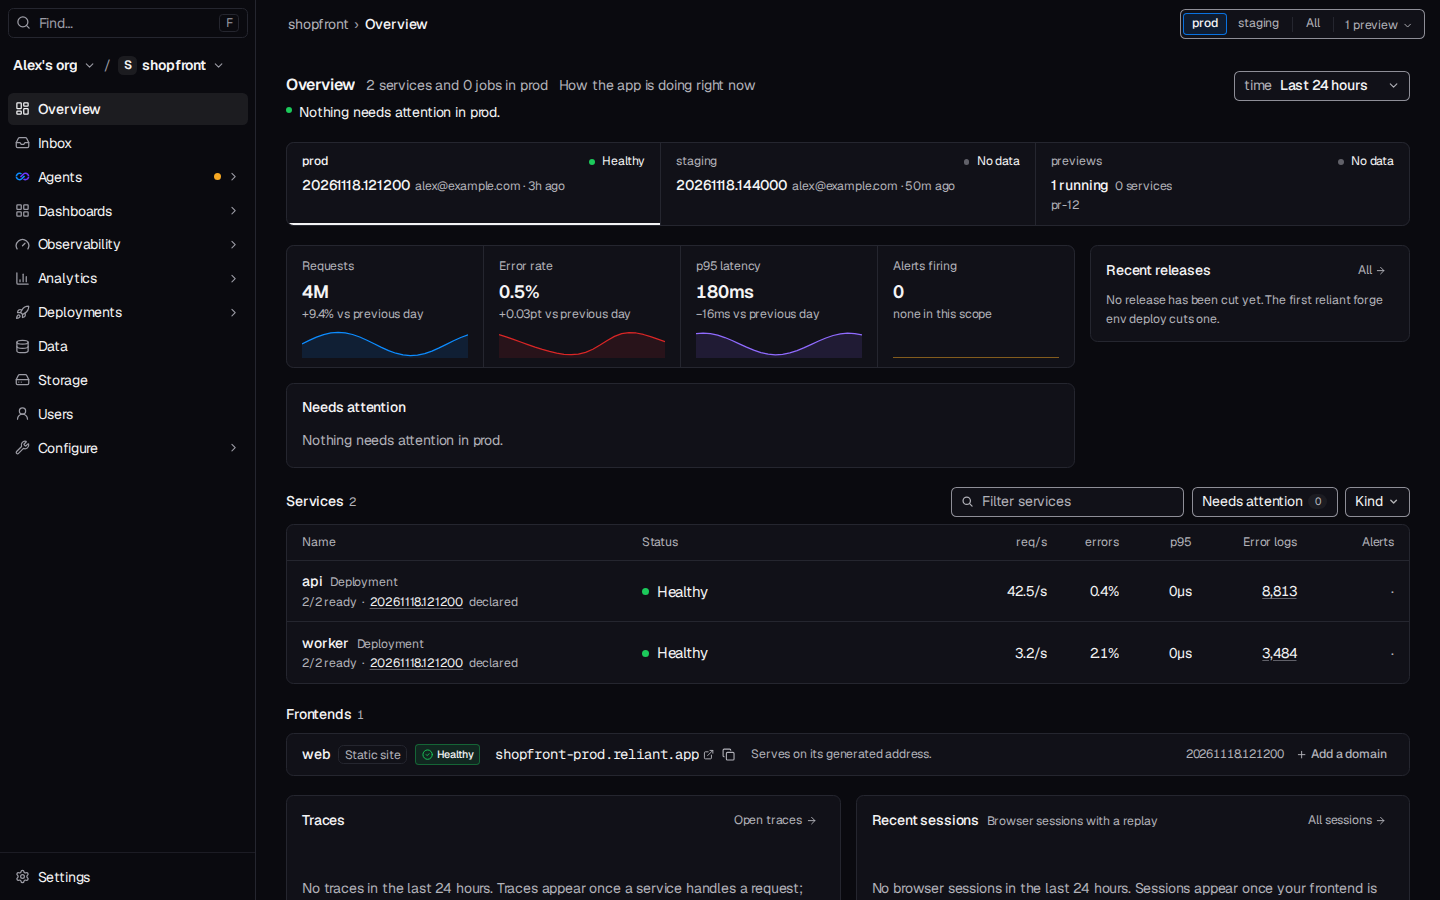 Find...
F
Alex's org / S shopfront
Overview
Inbox
Agents
Dashboards
Observability
Analytics
Deployments
Data
Storage
Users
Configure
Settings
shopfront › Overview
prod staging All 1 preview
Overview 2 services and 0 jobs in prod How the app is doing right now
time Last 24 hours
Nothing needs attention in prod.
prod Healthy
20261118.121200 alex@example.com · 3h ago
staging No data
20261118.144000 alex@example.com · 50m ago
previews No data
1 running 0 services
pr-12
Requests
4M
+9.4% vs previous day
Error rate
0.5%
+0.03pt vs previous day
p95 latency
180ms
−16ms vs previous day
Alerts firing
0
none in this scope
Recent releases All →
No release has been cut yet. The first reliant forge
env deploy cuts one.
Needs attention
Nothing needs attention in prod.
Services 2
Filter services
Needs attention 0
Kind
Name Status req/s errors p95 Error logs Alerts
api Deployment
2/2 ready · 20261118.121200 declared
Healthy 42.5/s 0.4% 0µs 8,813 ·
worker Deployment
2/2 ready · 20261118.121200 declared
Healthy 3.2/s 2.1% 0µs 3,484 ·
Frontends 1
web Static site Healthy shopfront-prod.reliant.app Serves on its generated address. 20261118.121200 + Add a domain
Traces Open traces →
No traces in the last 24 hours. Traces appear once a service handles a request;
Recent sessions Browser sessions with a replay All sessions →
No browser sessions in the last 24 hours. Sessions appear once your frontend is